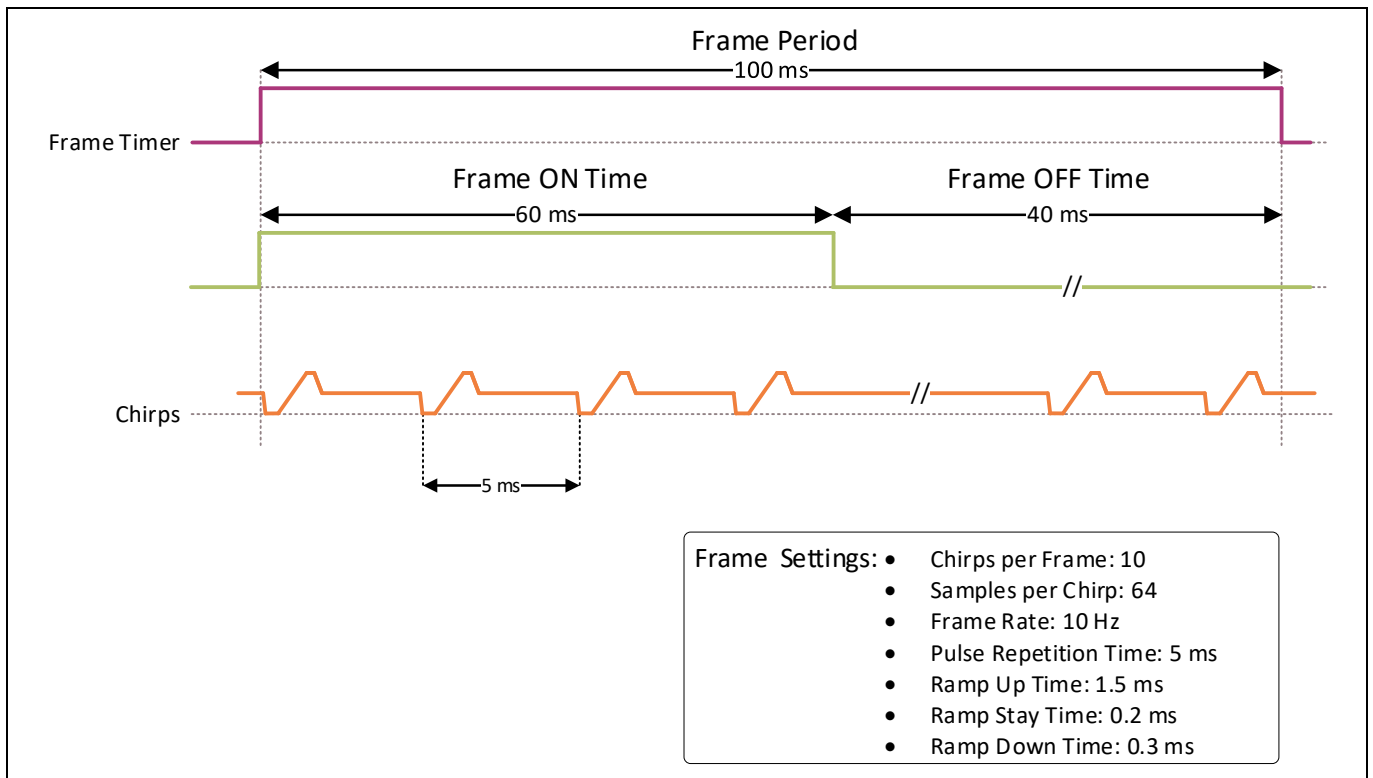 Frame Period
100 ms
Frame Timer
Frame ON Time
Frame OFF Time
60 ms
40 ms
//
//
Chirps
5 ms
Frame Settings:
• Chirps per Frame: 10
• Samples per Chirp: 64
• Frame Rate: 10 Hz
• Pulse Repetition Time: 5 ms
• Ramp Up Time: 1.5 ms
• Ramp Stay Time: 0.2 ms
• Ramp Down Time: 0.3 ms